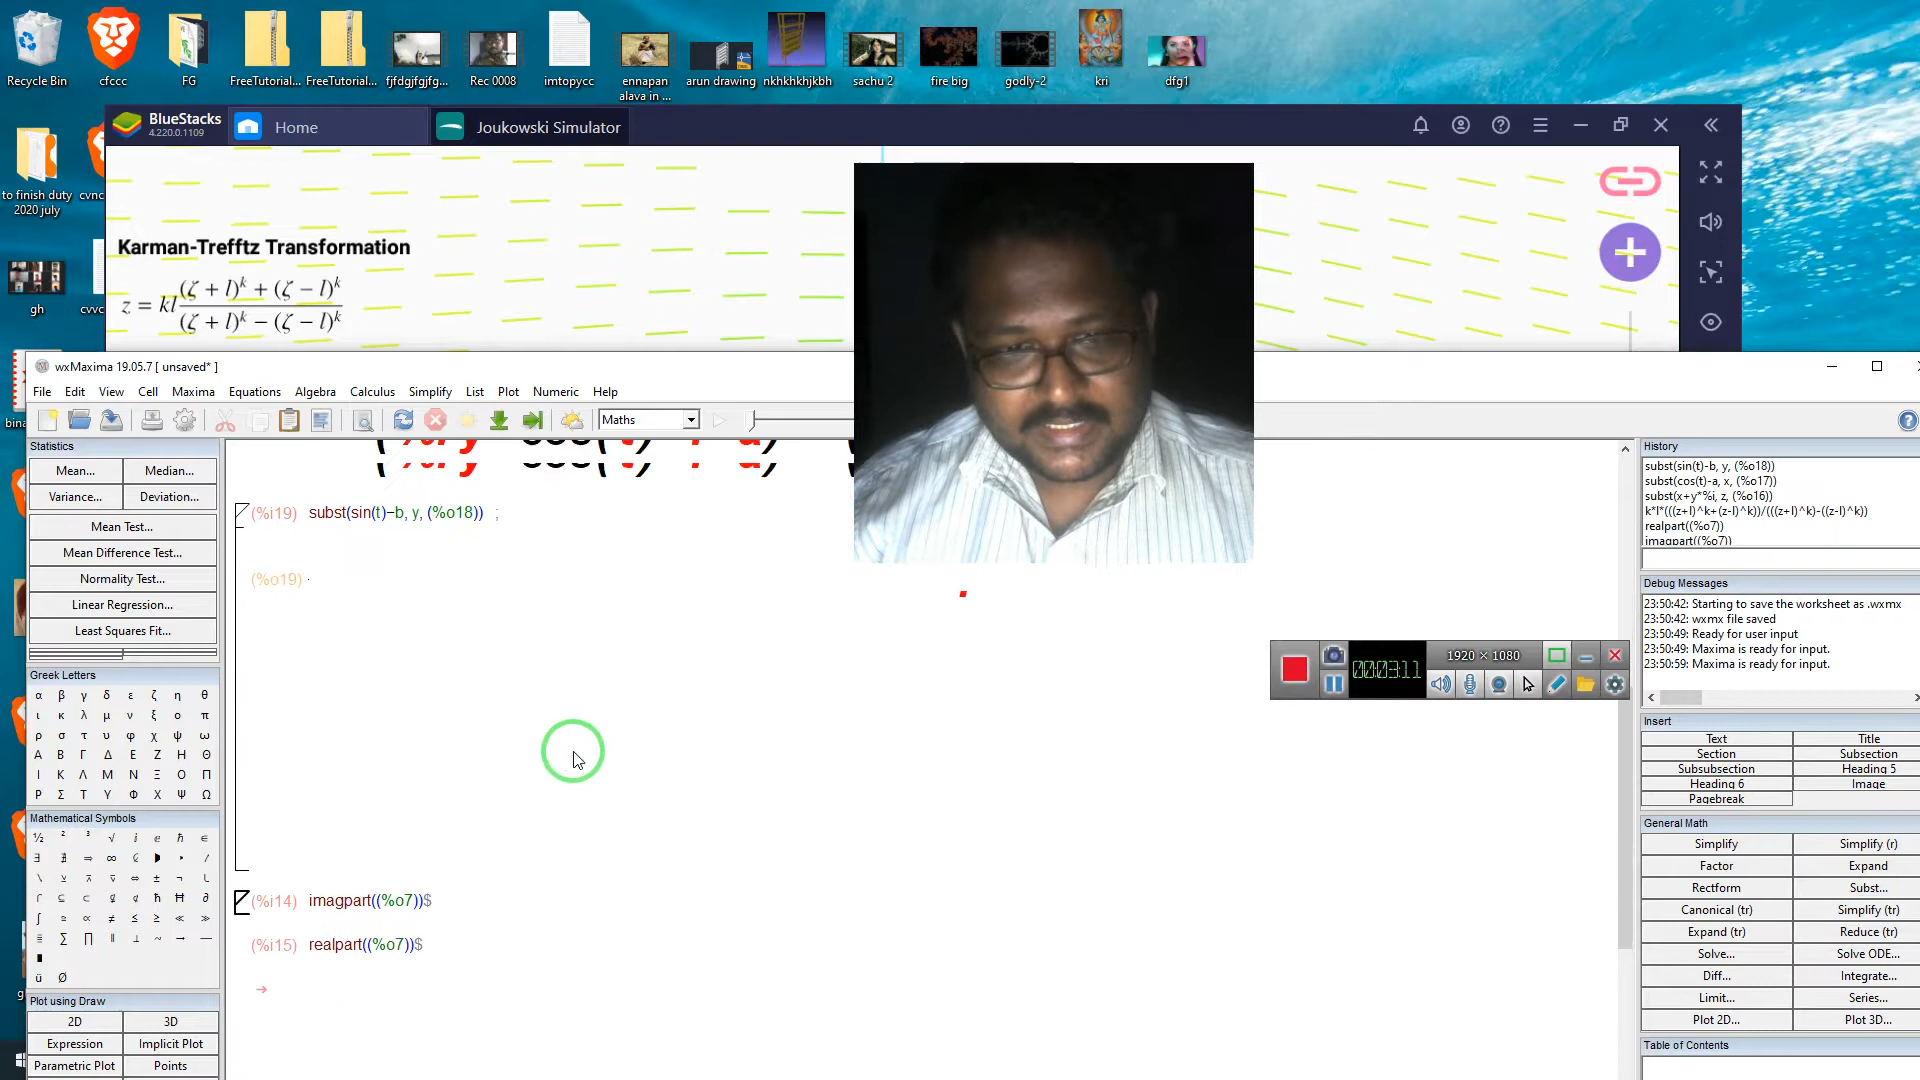 Recycle Bin
cfccc
FG
FreeTutorial...
FreeTutorial...
fjfdgjfgjfg...
Rec 0008
imtopycc
ennapan
alava in ...
arun drawing
nkhkhkhjkbh
sachu 2
fire big
godly-2
kri
dfg1
BlueStacks
4.220.0.1109
Home
Joukowski Simulator
to finish duty
2020 july
cvnc
gh
cvvc
Karman-Trefftz Transformation
z = kl((ζ + l)^k + (ζ − l)^k)/((ζ + l)^k − (ζ − l)^k)
wxMaxima 19.05.7 [ unsaved* ]
File Edit View Cell Maxima Equations Algebra Calculus Simplify List Plot Numeric Help
Maths
Statistics
Mean... Median...
Variance... Deviation...
Mean Test...
Mean Difference Test...
Normality Test...
Linear Regression...
Least Squares Fit...
Greek Letters
α β γ δ ε ζ η θ
ι κ λ μ ν ξ ο π
ρ σ τ υ φ χ ψ ω
Α Β Γ Δ Ε Ζ Η Θ
Ι Κ Λ Μ Ν Ξ Ο Π
Ρ Σ Τ Υ Φ Χ Ψ Ω
Mathematical Symbols
Plot using Draw
2D 3D
Expression Implicit Plot
Parametric Plot Points
(%i19) subst(sin(t)−b, y, (%o18)) ;
(%o19)
(%i14) imagpart((%o7))$
(%i15) realpart((%o7))$
00:03:11
1920 × 1080
History
subst(sin(t)-b, y, (%o18))
subst(cos(t)-a, x, (%o17))
subst(x+y*%i, z, (%o16))
k*l*(((z+l)^k+(z-l)^k))/(((z+l)^k)-((z-l)^k))
realpart((%o7))
imagpart((%o7))
Debug Messages
23:50:42: Starting to save the worksheet as .wxmx
23:50:42: wxmx file saved
23:50:49: Ready for user input
23:50:49: Maxima is ready for input.
23:50:59: Maxima is ready for input.
Insert
Text Title
Section Subsection
Subsubsection Heading 5
Heading 6 Image
Pagebreak
General Math
Simplify Simplify (r)
Factor Expand
Rectform Subst...
Canonical (tr) Simplify (tr)
Expand (tr) Reduce (tr)
Solve... Solve ODE...
Diff... Integrate...
Limit... Series...
Plot 2D... Plot 3D...
Table of Contents